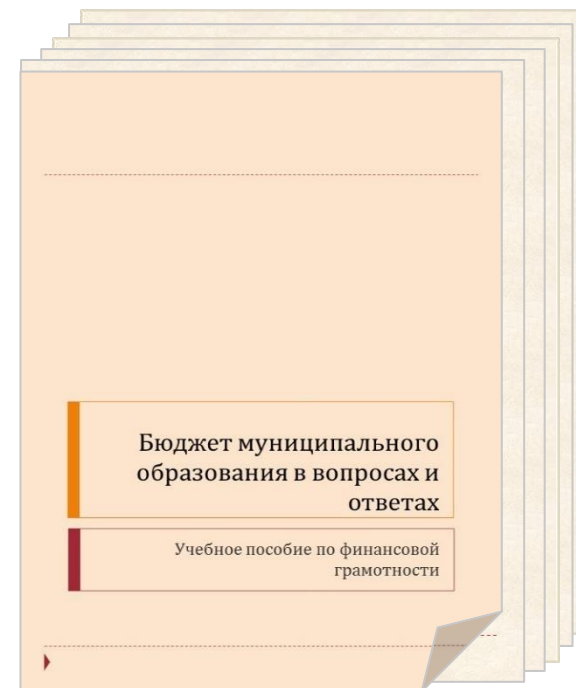 Бюджет муниципального
образования в вопросах и
ответах
Учебное пособие по финансовой
грамотности